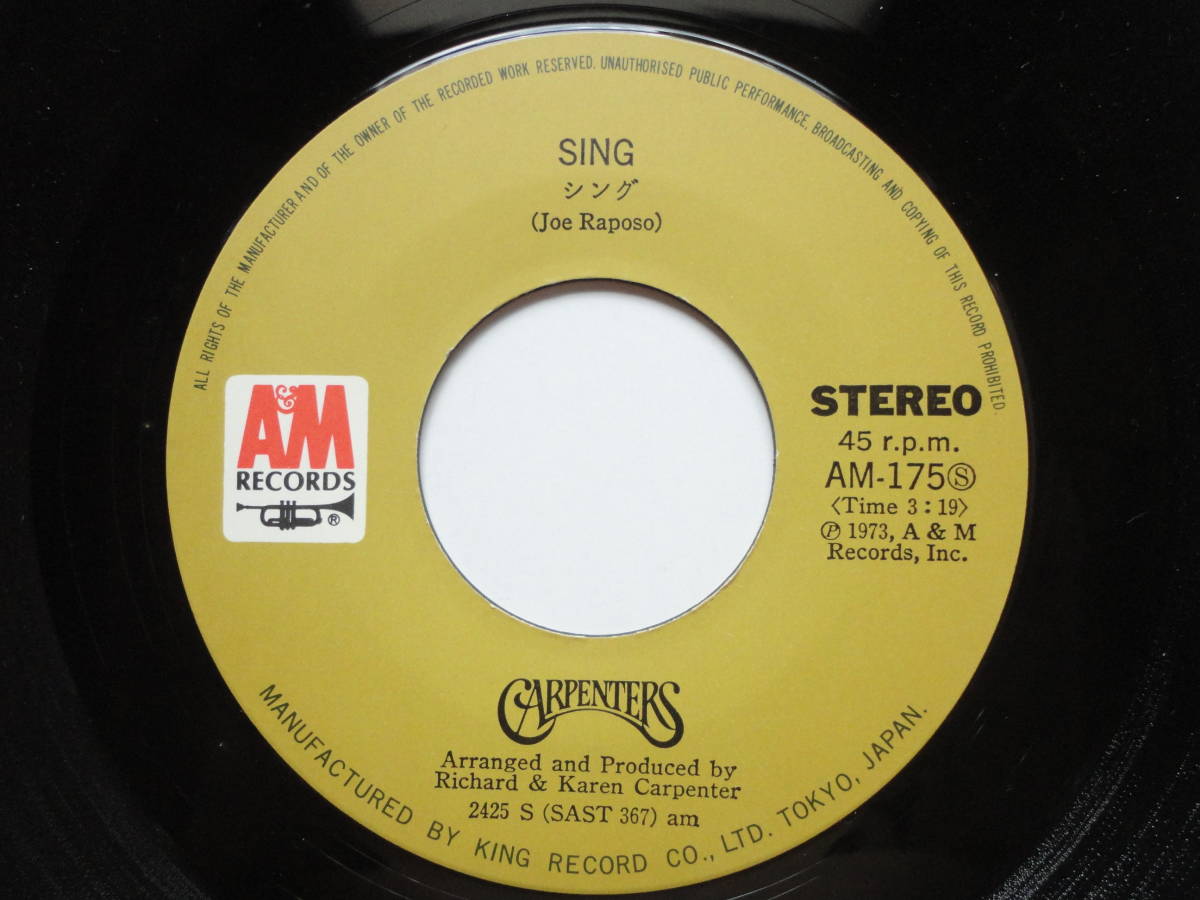 ALL RIGHTS OF THE MANUFACTURER AND OF THE OWNER OF THE RECORDED WORK RESERVED. UNAUTHORISED PUBLIC PERFORMANCE, BROADCASTING AND COPYING OF THIS RECORD PROHIBITED.
SING
シング
(Joe Raposo)
A&M
RECORDS
®
STEREO
45 r.p.m.
AM-175Ⓢ
〈Time 3:19〉
℗ 1973, A & M
Records, Inc.
CARPENTERS
Arranged and Produced by
Richard & Karen Carpenter
2425 S (SAST 367) am
MANUFACTURED BY KING RECORD CO., LTD. TOKYO, JAPAN.